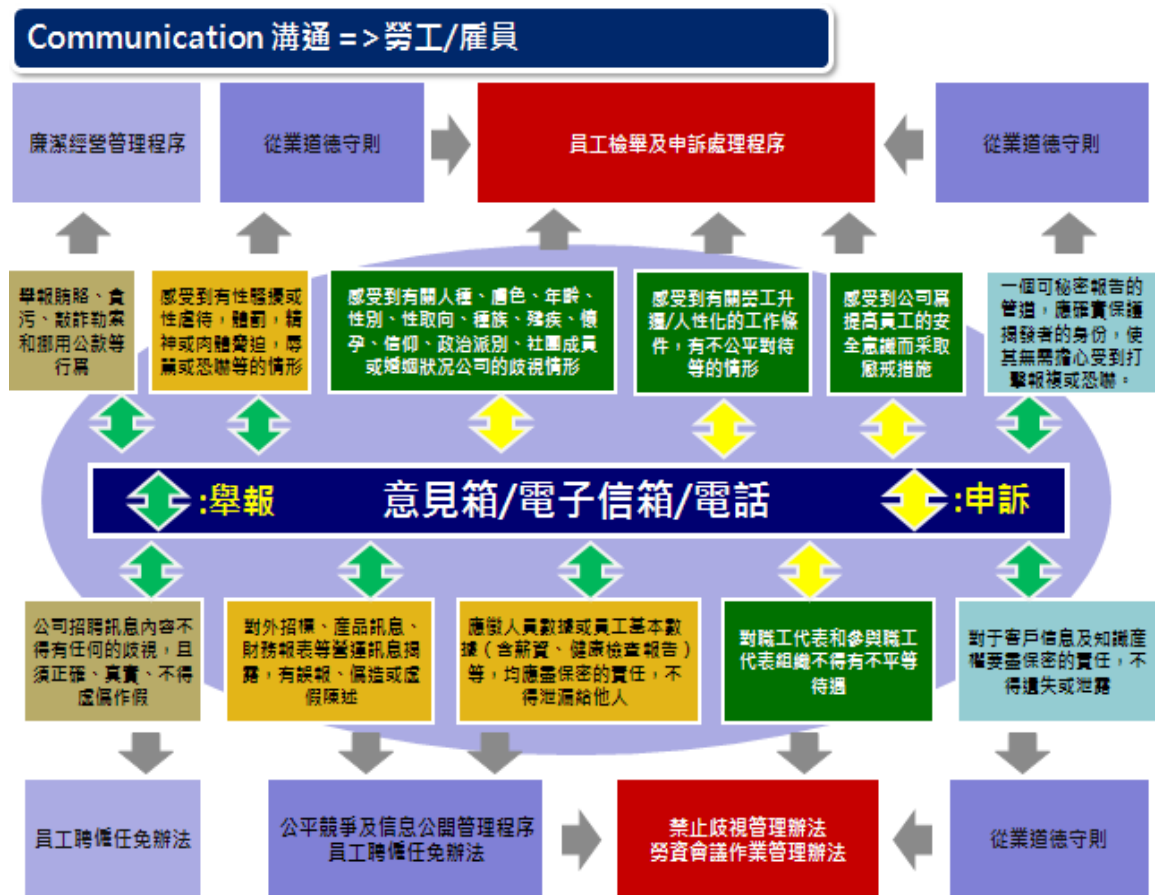 Communication 溝通 =>勞工/雇員
廉潔經營管理程序
從業道德守則
員工檢舉及申訴處理程序
從業道德守則
舉報賄賂、貪
污、敲詐勒索
和挪用公款等
行爲
感受到有性騷擾或
性虐待，體罰，精
神或肉體脅迫，辱
罵或恐嚇等的情形
感受到有關人種、膚色、年齡、
性別、性取向、種族、殘疾、懷
孕、信仰、政治派別、社團成員
或婚姻狀况公司的歧視情形
感受到有關勞工升
遷/人性化的工作條
件，有不公平對待
等的情形
感受到公司爲
提高員工的安
全意識而采取
懲戒措施
一個可秘密報告的
管道，應確實保護
揭發者的身份，使
其無需擔心受到打
擊報複或恐嚇。
:舉報
意見箱/電子信箱/電話
:申訴
公司招聘訊息內容不
得有任何的歧視，且
須正確、真實、不得
虛僞作假
對外招標、産品訊息、
財務報表等營運訊息揭
露，有誤報、僞造或虛
假陳述
應徵人員數據或員工基本數
據（含薪資、健康檢查報告）
等，均應盡保密的責任，不
得泄漏給他人
對職工代表和參與職工
代表組織不得有不平等
待遇
對于客戶信息及知識産
權要盡保密的責任，不
得遺失或泄露
員工聘僱任免辦法
公平競爭及信息公開管理程序
員工聘僱任免辦法
禁止歧視管理辦法
勞資會議作業管理辦法
從業道德守則